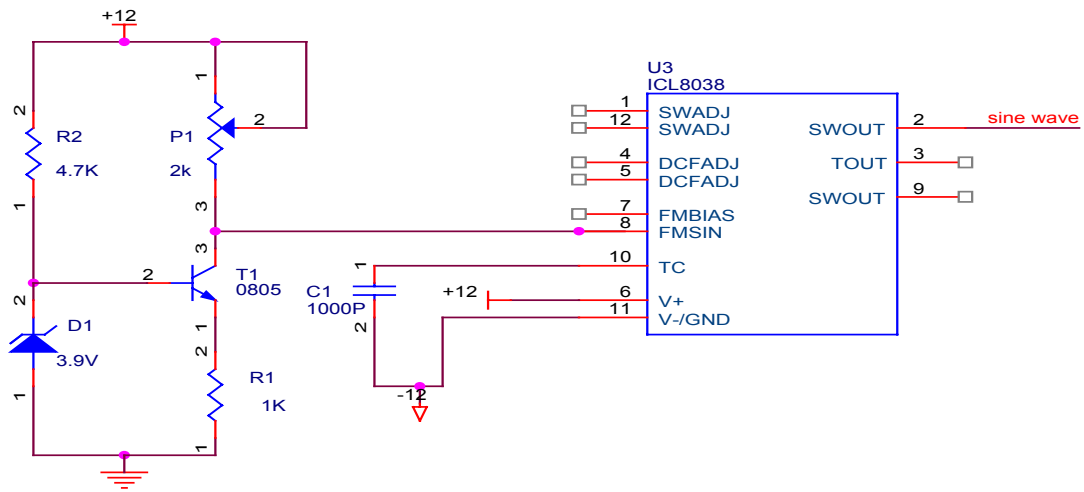 +12
1
2
P1
2k
3
2
R2
4.7K
1
3
2
T1
0805
1
2
D1
3.9V
1
2
R1
1K
1
U3
ICL8038
1
SWADJ
12
SWADJ
4
DCFADJ
5
DCFADJ
7
FMBIAS
8
FMSIN
10
TC
6
V+
11
V-/GND
SWOUT
2
sine wave
TOUT
3
SWOUT
9
1
C1
1000P
2
+12
-12